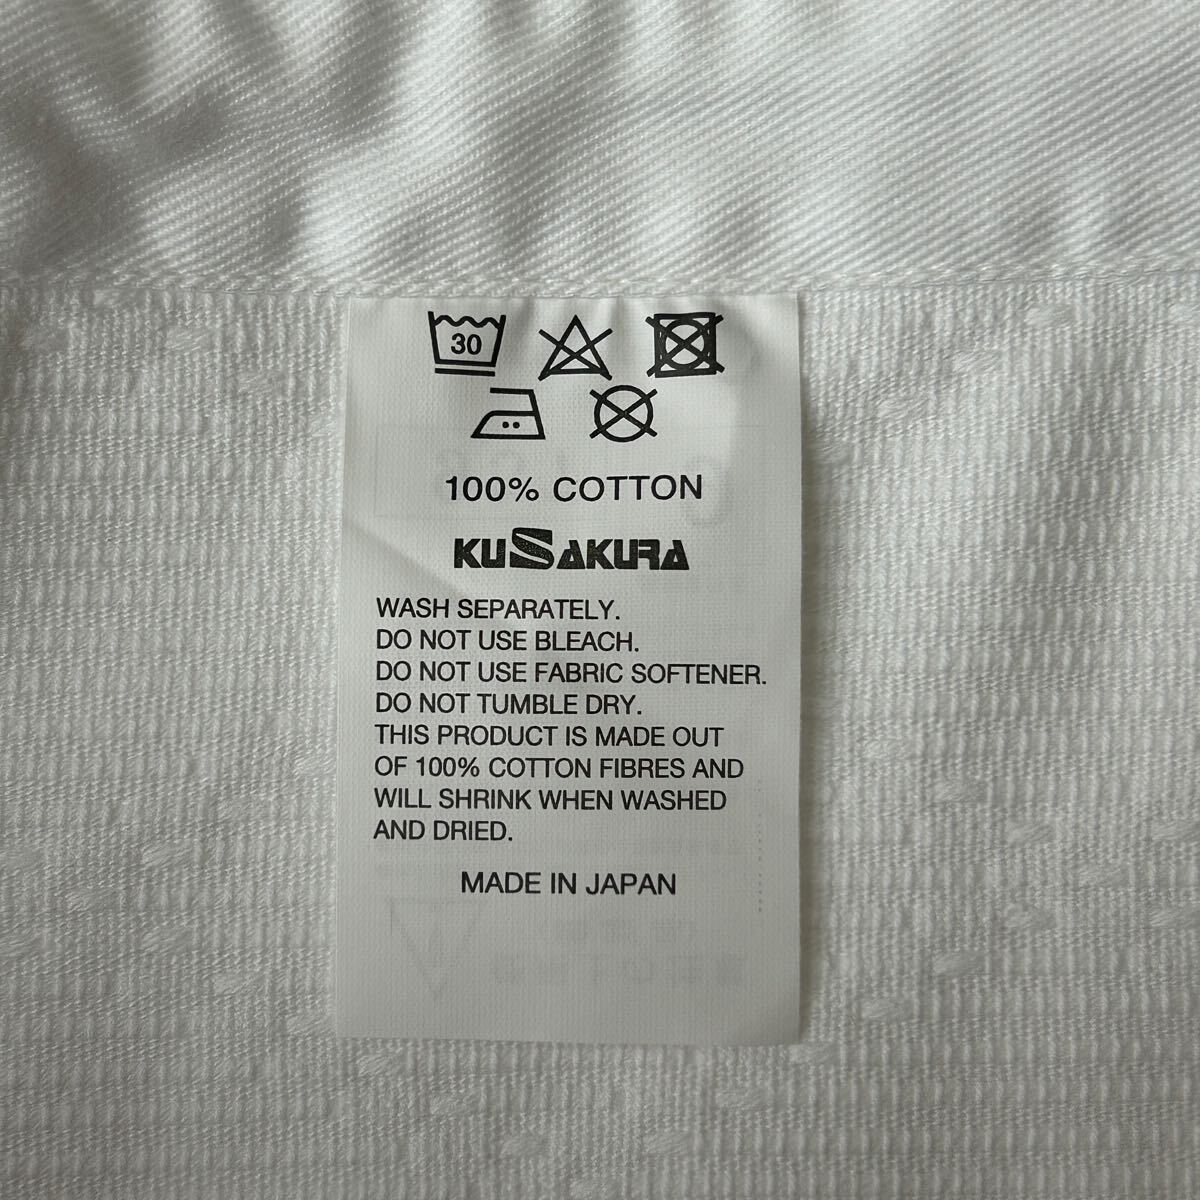 30
100% COTTON
KUSAKURA
WASH SEPARATELY.
DO NOT USE BLEACH.
DO NOT USE FABRIC SOFTENER.
DO NOT TUMBLE DRY.
THIS PRODUCT IS MADE OUT
OF 100% COTTON FIBRES AND
WILL SHRINK WHEN WASHED
AND DRIED.
MADE IN JAPAN